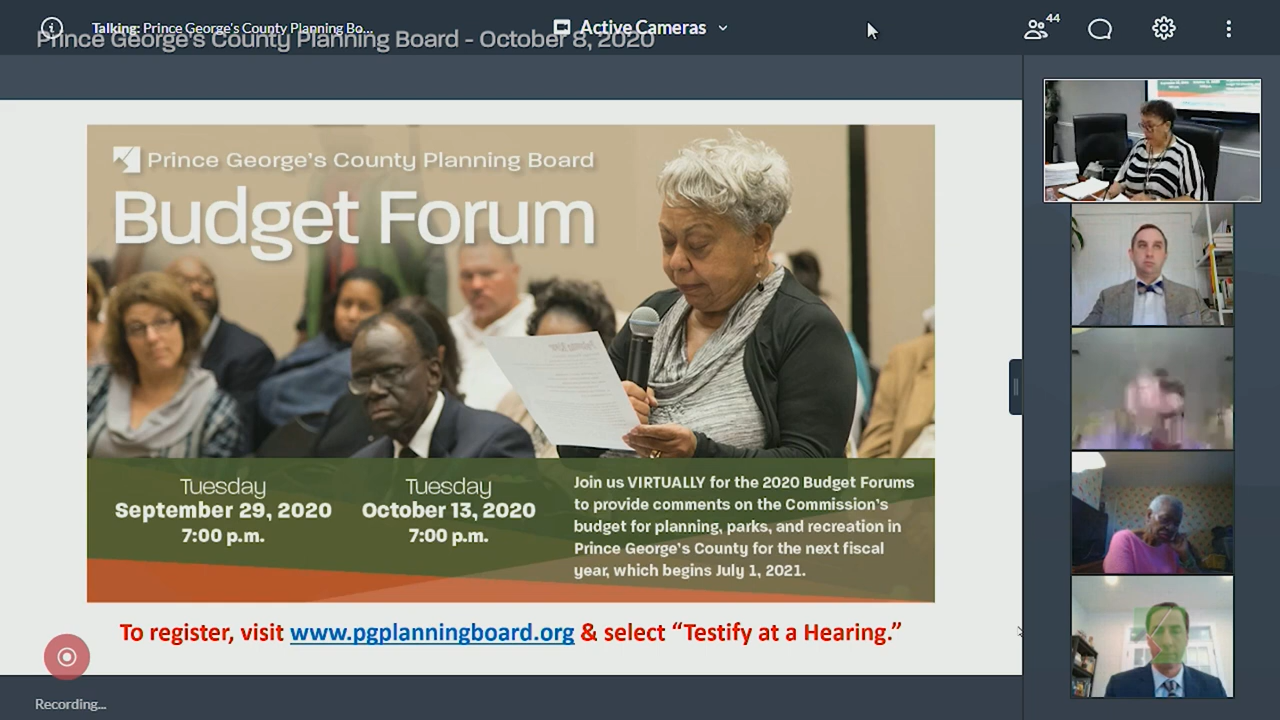 Talking: Prince George's County Planning Bo...
Active Cameras
44
Prince George's County Planning Board - October 8, 2020
Prince George's County Planning Board
Budget Forum
Tuesday
September 29, 2020
7:00 p.m.
Tuesday
October 13, 2020
7:00 p.m.
Join us VIRTUALLY for the 2020 Budget Forums
to provide comments on the Commission's
budget for planning, parks, and recreation in
Prince George's County for the next fiscal
year, which begins July 1, 2021.
To register, visit www.pgplanningboard.org & select “Testify at a Hearing.”
Recording...